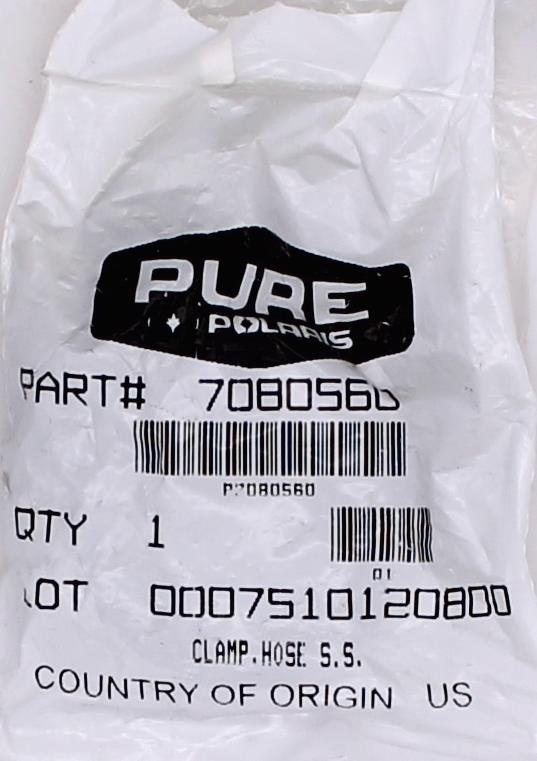 PURE
POLARIS
PART# 7080560
P7080560
QTY 1
01
LOT 0007510120800
CLAMP.HOSE S.S.
COUNTRY OF ORIGIN US